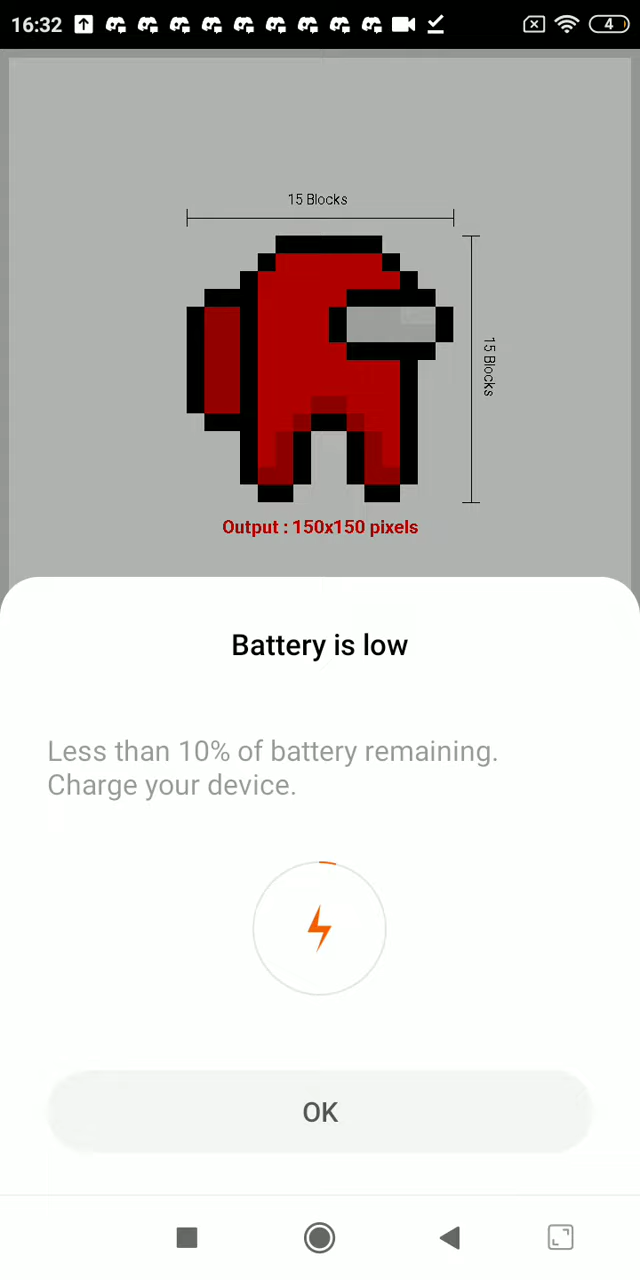 16:32
4
15 Blocks
15 Blocks
Output : 150x150 pixels
Battery is low
Less than 10% of battery remaining.
Charge your device.
OK